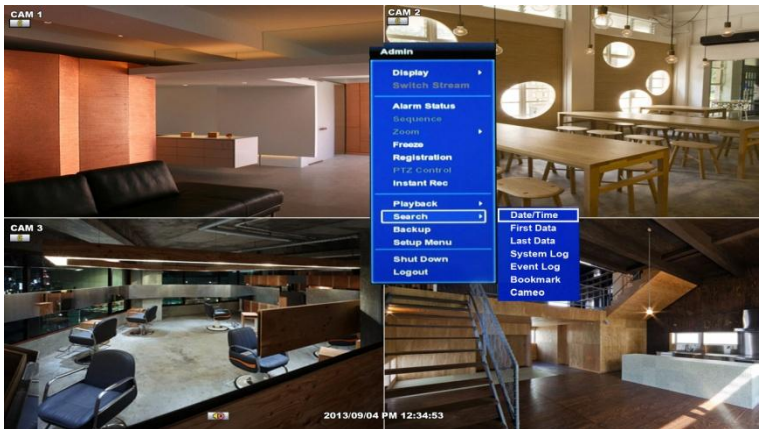 CAM 1
CAM 2
Admin
Display
Switch Stream
Alarm Status
Sequence
Zoom
Freeze
Registration
PTZ Control
Instant Rec
Playback
Search
Backup
Setup Menu
Shut Down
Logout
Date/Time
First Data
Last Data
System Log
Event Log
Bookmark
Cameo
CAM 3
2013/09/04 PM 12:34:53